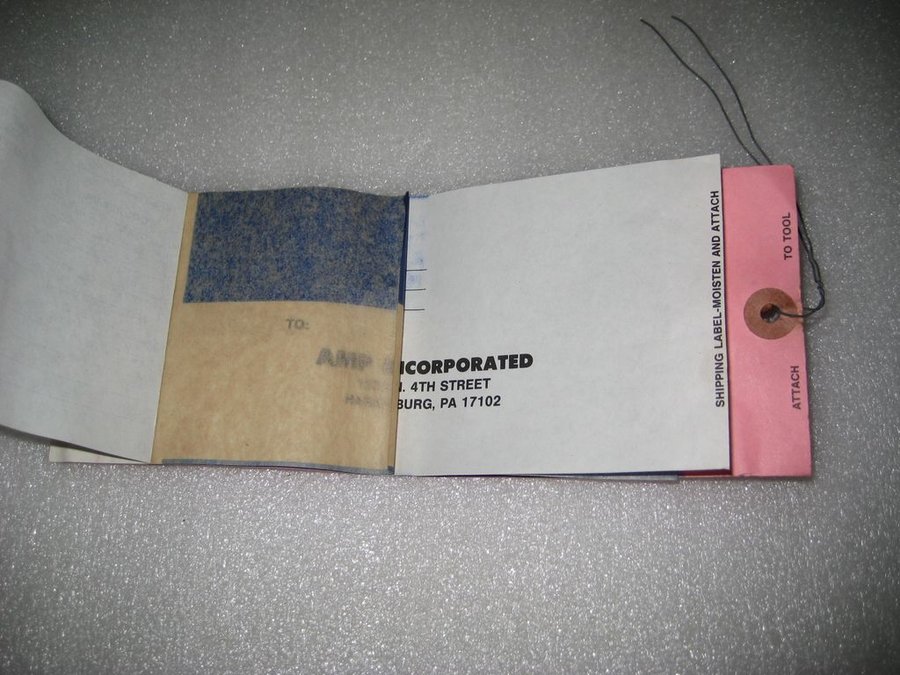 TO:
AMP INCORPORATED
N. 4TH STREET
BURG, PA 17102
SHIPPING LABEL-MOISTEN AND ATTACH
ATTACH TO TOOL